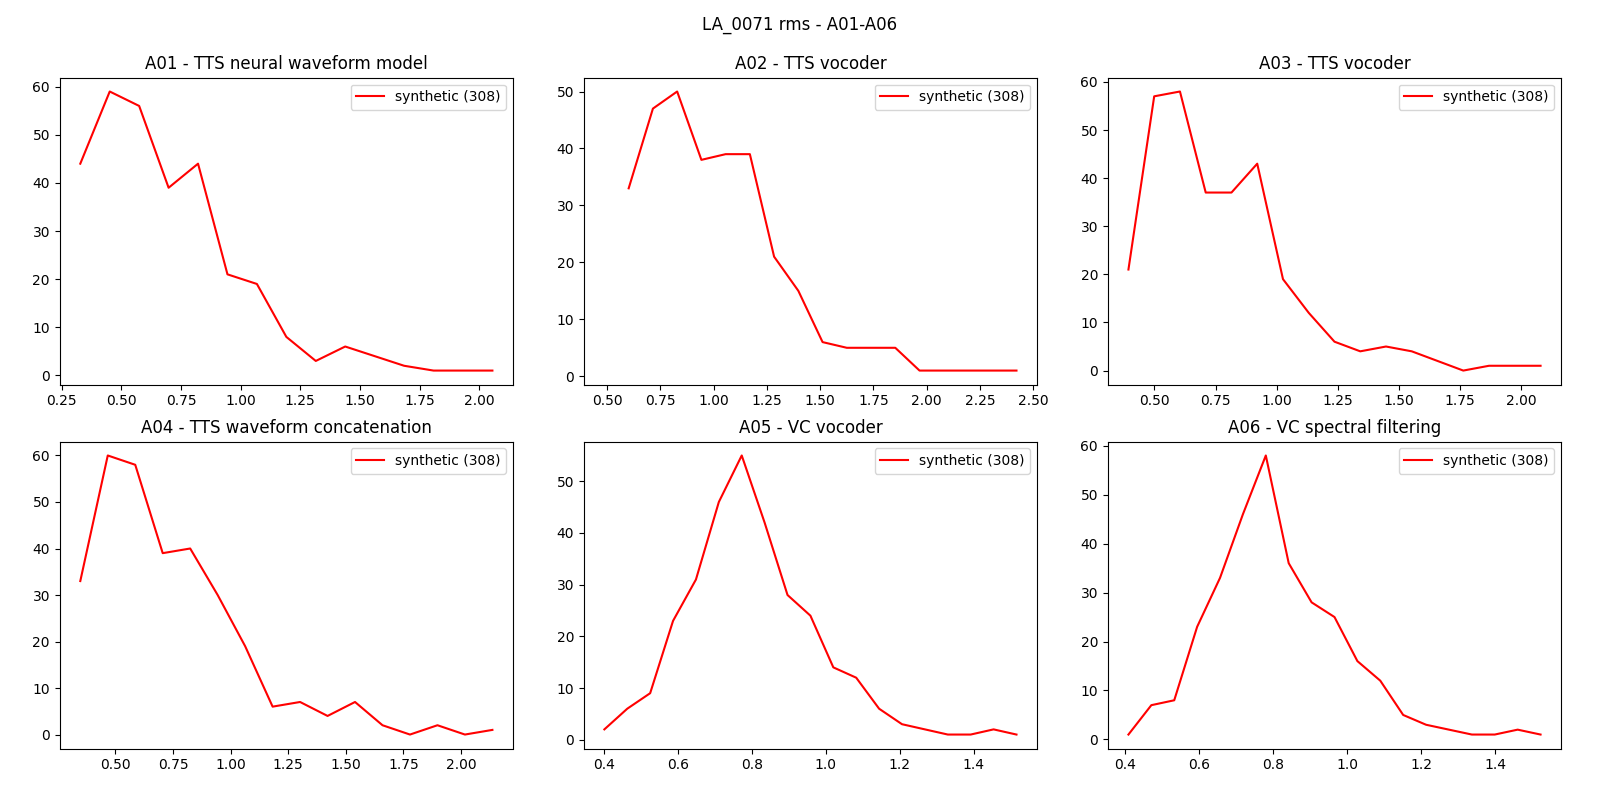 LA_0071 rms - A01-A06
A01 - TTS neural waveform model
synthetic (308)
60
50
40
30
20
10
0
0.25 0.50 0.75 1.00 1.25 1.50 1.75 2.00
A02 - TTS vocoder
synthetic (308)
50
40
30
20
10
0
0.50 0.75 1.00 1.25 1.50 1.75 2.00 2.25 2.50
A03 - TTS vocoder
synthetic (308)
60
50
40
30
20
10
0
0.50 0.75 1.00 1.25 1.50 1.75 2.00
A04 - TTS waveform concatenation
synthetic (308)
60
50
40
30
20
10
0
0.50 0.75 1.00 1.25 1.50 1.75 2.00
A05 - VC vocoder
synthetic (308)
50
40
30
20
10
0
0.4 0.6 0.8 1.0 1.2 1.4
A06 - VC spectral filtering
synthetic (308)
60
50
40
30
20
10
0
0.4 0.6 0.8 1.0 1.2 1.4